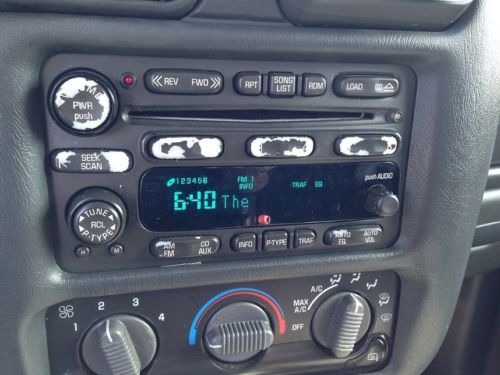 REV FWD
RPT SONG LIST RDM
LOAD
PWR
push
SEEK
SCAN
123456
FM 1
INFO
TRAF EQ
push AUDIO
6:40 The
TUNE
RCL
P-TYPE
H M
AM
FM
CD
AUX
INFO P-TYPE TRAF
AUTO
EQ
AUTO
VOL
1 2 3 4
MAX
A/C
A/C
OFF